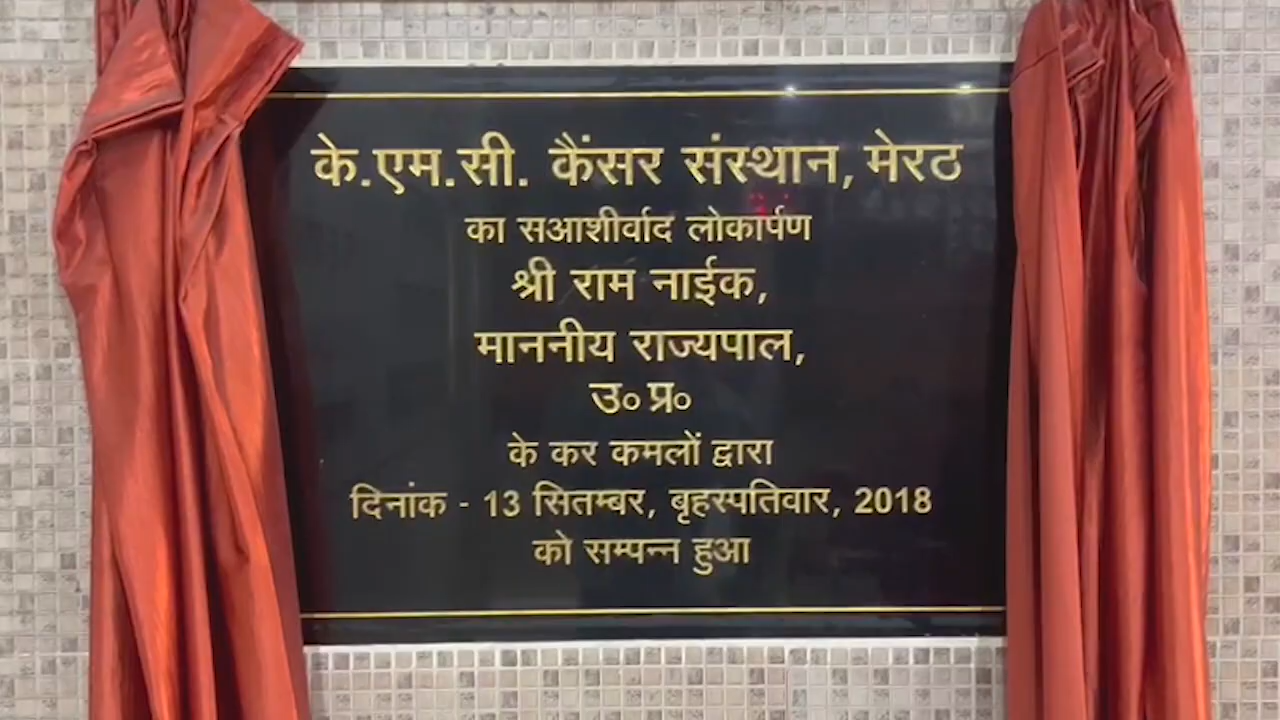 के.एम.सी. कैंसर संस्थान, मेरठ
का सआशीर्वाद लोकार्पण
श्री राम नाईक,
माननीय राज्यपाल,
उ० प्र०
के कर कमलों द्वारा
दिनांक - 13 सितम्बर, बृहस्पतिवार, 2018
को सम्पन्न हुआ